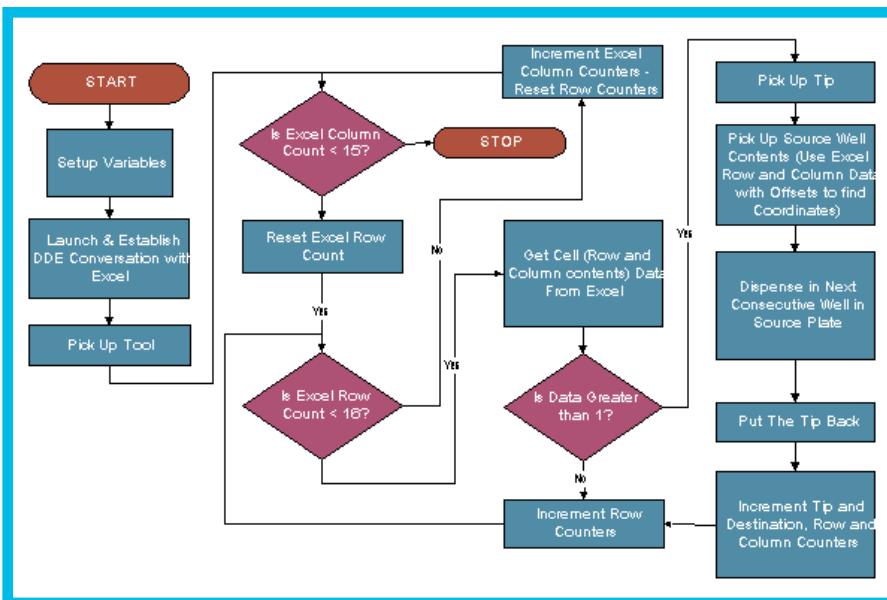 START
Setup Variables
Launch & Establish
DDE Conversation with
Excel
Pick Up Tool
Is Excel Column
Count < 15?
STOP
Reset Excel Row
Count
Yes
Is Excel Row
Count < 16?
No
Yes
Increment Excel
Column Counters -
Reset Row Counters
Get Cell (Row and
Column contents) Data
From Excel
Is Data Greater
than 1?
No
Yes
Increment Row
Counters
Pick Up Tip
Pick Up Source Well
Contents (Use Excel
Row and Column Data
with Offsets to find
Coordinates)
Dispense in Next
Consecutive Well in
Source Plate
Put The Tip Back
Increment Tip and
Destination, Row and
Column Counters